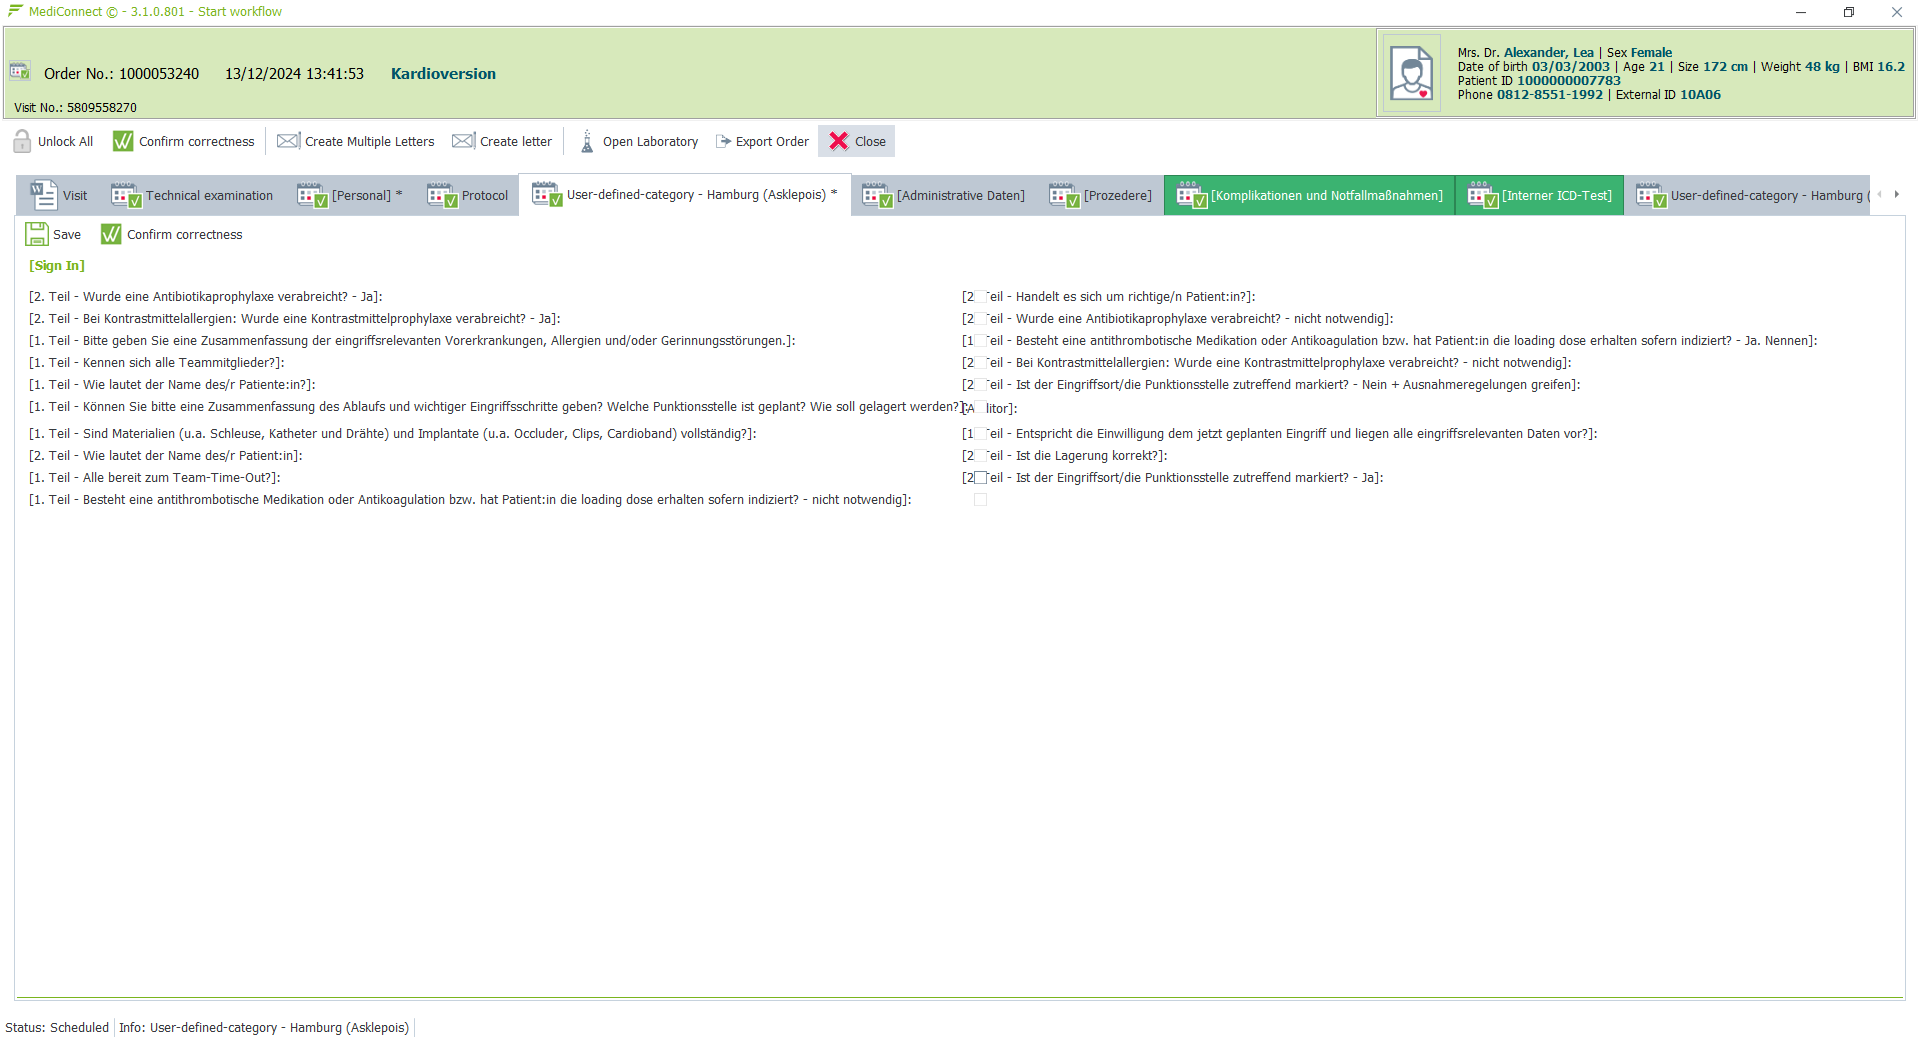 MediConnect © - 3.1.0.801 - Start workflow
Order No.: 1000053240 13/12/2024 13:41:53 Kardioversion
Visit No.: 5809558270
Mrs. Dr. Alexander, Lea | Sex Female
Date of birth 03/03/2003 | Age 21 | Size 172 cm | Weight 48 kg | BMI 16.2
Patient ID 1000000007783
Phone 0812-8551-1992 | External ID 10A06
Unlock All Confirm correctness Create Multiple Letters Create letter Open Laboratory Export Order Close
Visit Technical examination [Personal] * Protocol User-defined-category - Hamburg (Asklepois) * [Administrative Daten] [Prozedere] [Komplikationen und Notfallmaßnahmen] [Interner ICD-Test] User-defined-category - Hamburg (
Save Confirm correctness
[Sign In]
[2. Teil - Wurde eine Antibiotikaprophylaxe verabreicht? - Ja]:
[2 Teil - Handelt es sich um richtige/n Patient:in?]:
[2. Teil - Bei Kontrastmittelallergien: Wurde eine Kontrastmittelprophylaxe verabreicht? - Ja]:
[2 Teil - Wurde eine Antibiotikaprophylaxe verabreicht? - nicht notwendig]:
[1. Teil - Bitte geben Sie eine Zusammenfassung der eingriffsrelevanten Vorerkrankungen, Allergien und/oder Gerinnungsstörungen.]:
[1 Teil - Besteht eine antithrombotische Medikation oder Antikoagulation bzw. hat Patient:in die loading dose erhalten sofern indiziert? - Ja. Nennen]:
[1. Teil - Kennen sich alle Teammitglieder?]:
[2 Teil - Bei Kontrastmittelallergien: Wurde eine Kontrastmittelprophylaxe verabreicht? - nicht notwendig]:
[1. Teil - Wie lautet der Name des/r Patiente:in?]:
[2 Teil - Ist der Eingriffsort/die Punktionsstelle zutreffend markiert? - Nein + Ausnahmeregelungen greifen]:
[1. Teil - Können Sie bitte eine Zusammenfassung des Ablaufs und wichtiger Eingriffsschritte geben? Welche Punktionsstelle ist geplant? Wie soll gelagert werden?]:
[1. Teil - Sind Materialien (u.a. Schleuse, Katheter und Drähte) und Implantate (u.a. Occluder, Clips, Cardioband) vollständig?]:
[1 Teil - Entspricht die Einwilligung dem jetzt geplanten Eingriff und liegen alle eingriffsrelevanten Daten vor?]:
[2. Teil - Wie lautet der Name des/r Patient:in]:
[2 Teil - Ist die Lagerung korrekt?]:
[1. Teil - Alle bereit zum Team-Time-Out?]:
[2 Teil - Ist der Eingriffsort/die Punktionsstelle zutreffend markiert? - Ja]:
[1. Teil - Besteht eine antithrombotische Medikation oder Antikoagulation bzw. hat Patient:in die loading dose erhalten sofern indiziert? - nicht notwendig]:
Status: Scheduled Info: User-defined-category - Hamburg (Asklepois)